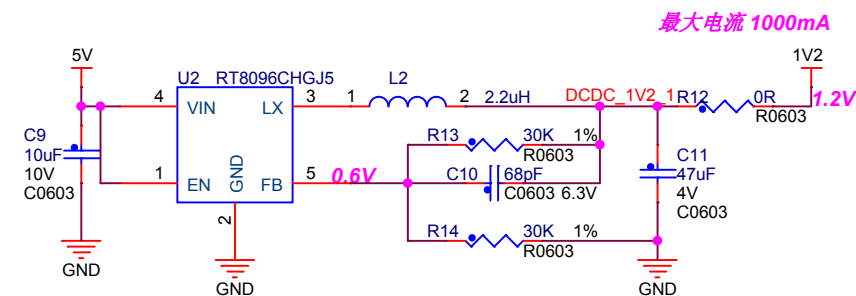 最大电流 1000mA
5V
1V2
U2 RT8096CHGJ5
L2
4 VIN LX 3 1 2 2.2uH DCDC_1V2_1 R12 0R 1.2V
R0603
C9
10uF
10V
C0603
R13 30K 1%
R0603
1 EN GND FB 5 0.6V
C10 68pF
C0603 6.3V
C11
47uF
4V
C0603
2
R14 30K 1%
R0603
GND
GND
GND